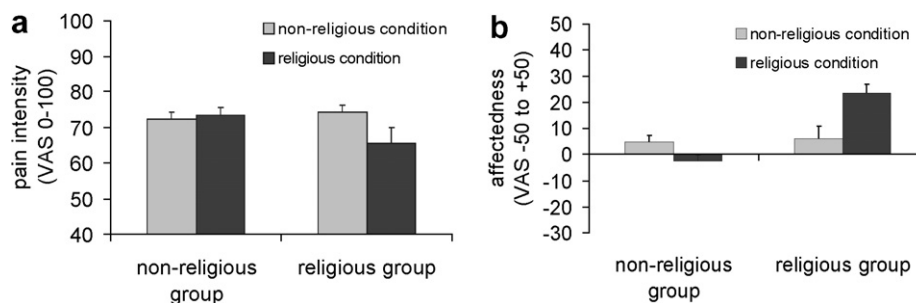 a
pain intensity
(VAS 0-100)
100
90
80
70
60
50
40
non-religious condition
religious condition
non-religious
group
religious group
b
affectedness
(VAS -50 to +50)
50
40
30
20
10
0
-10
-20
-30
non-religious condition
religious condition
non-religious
group
religious group